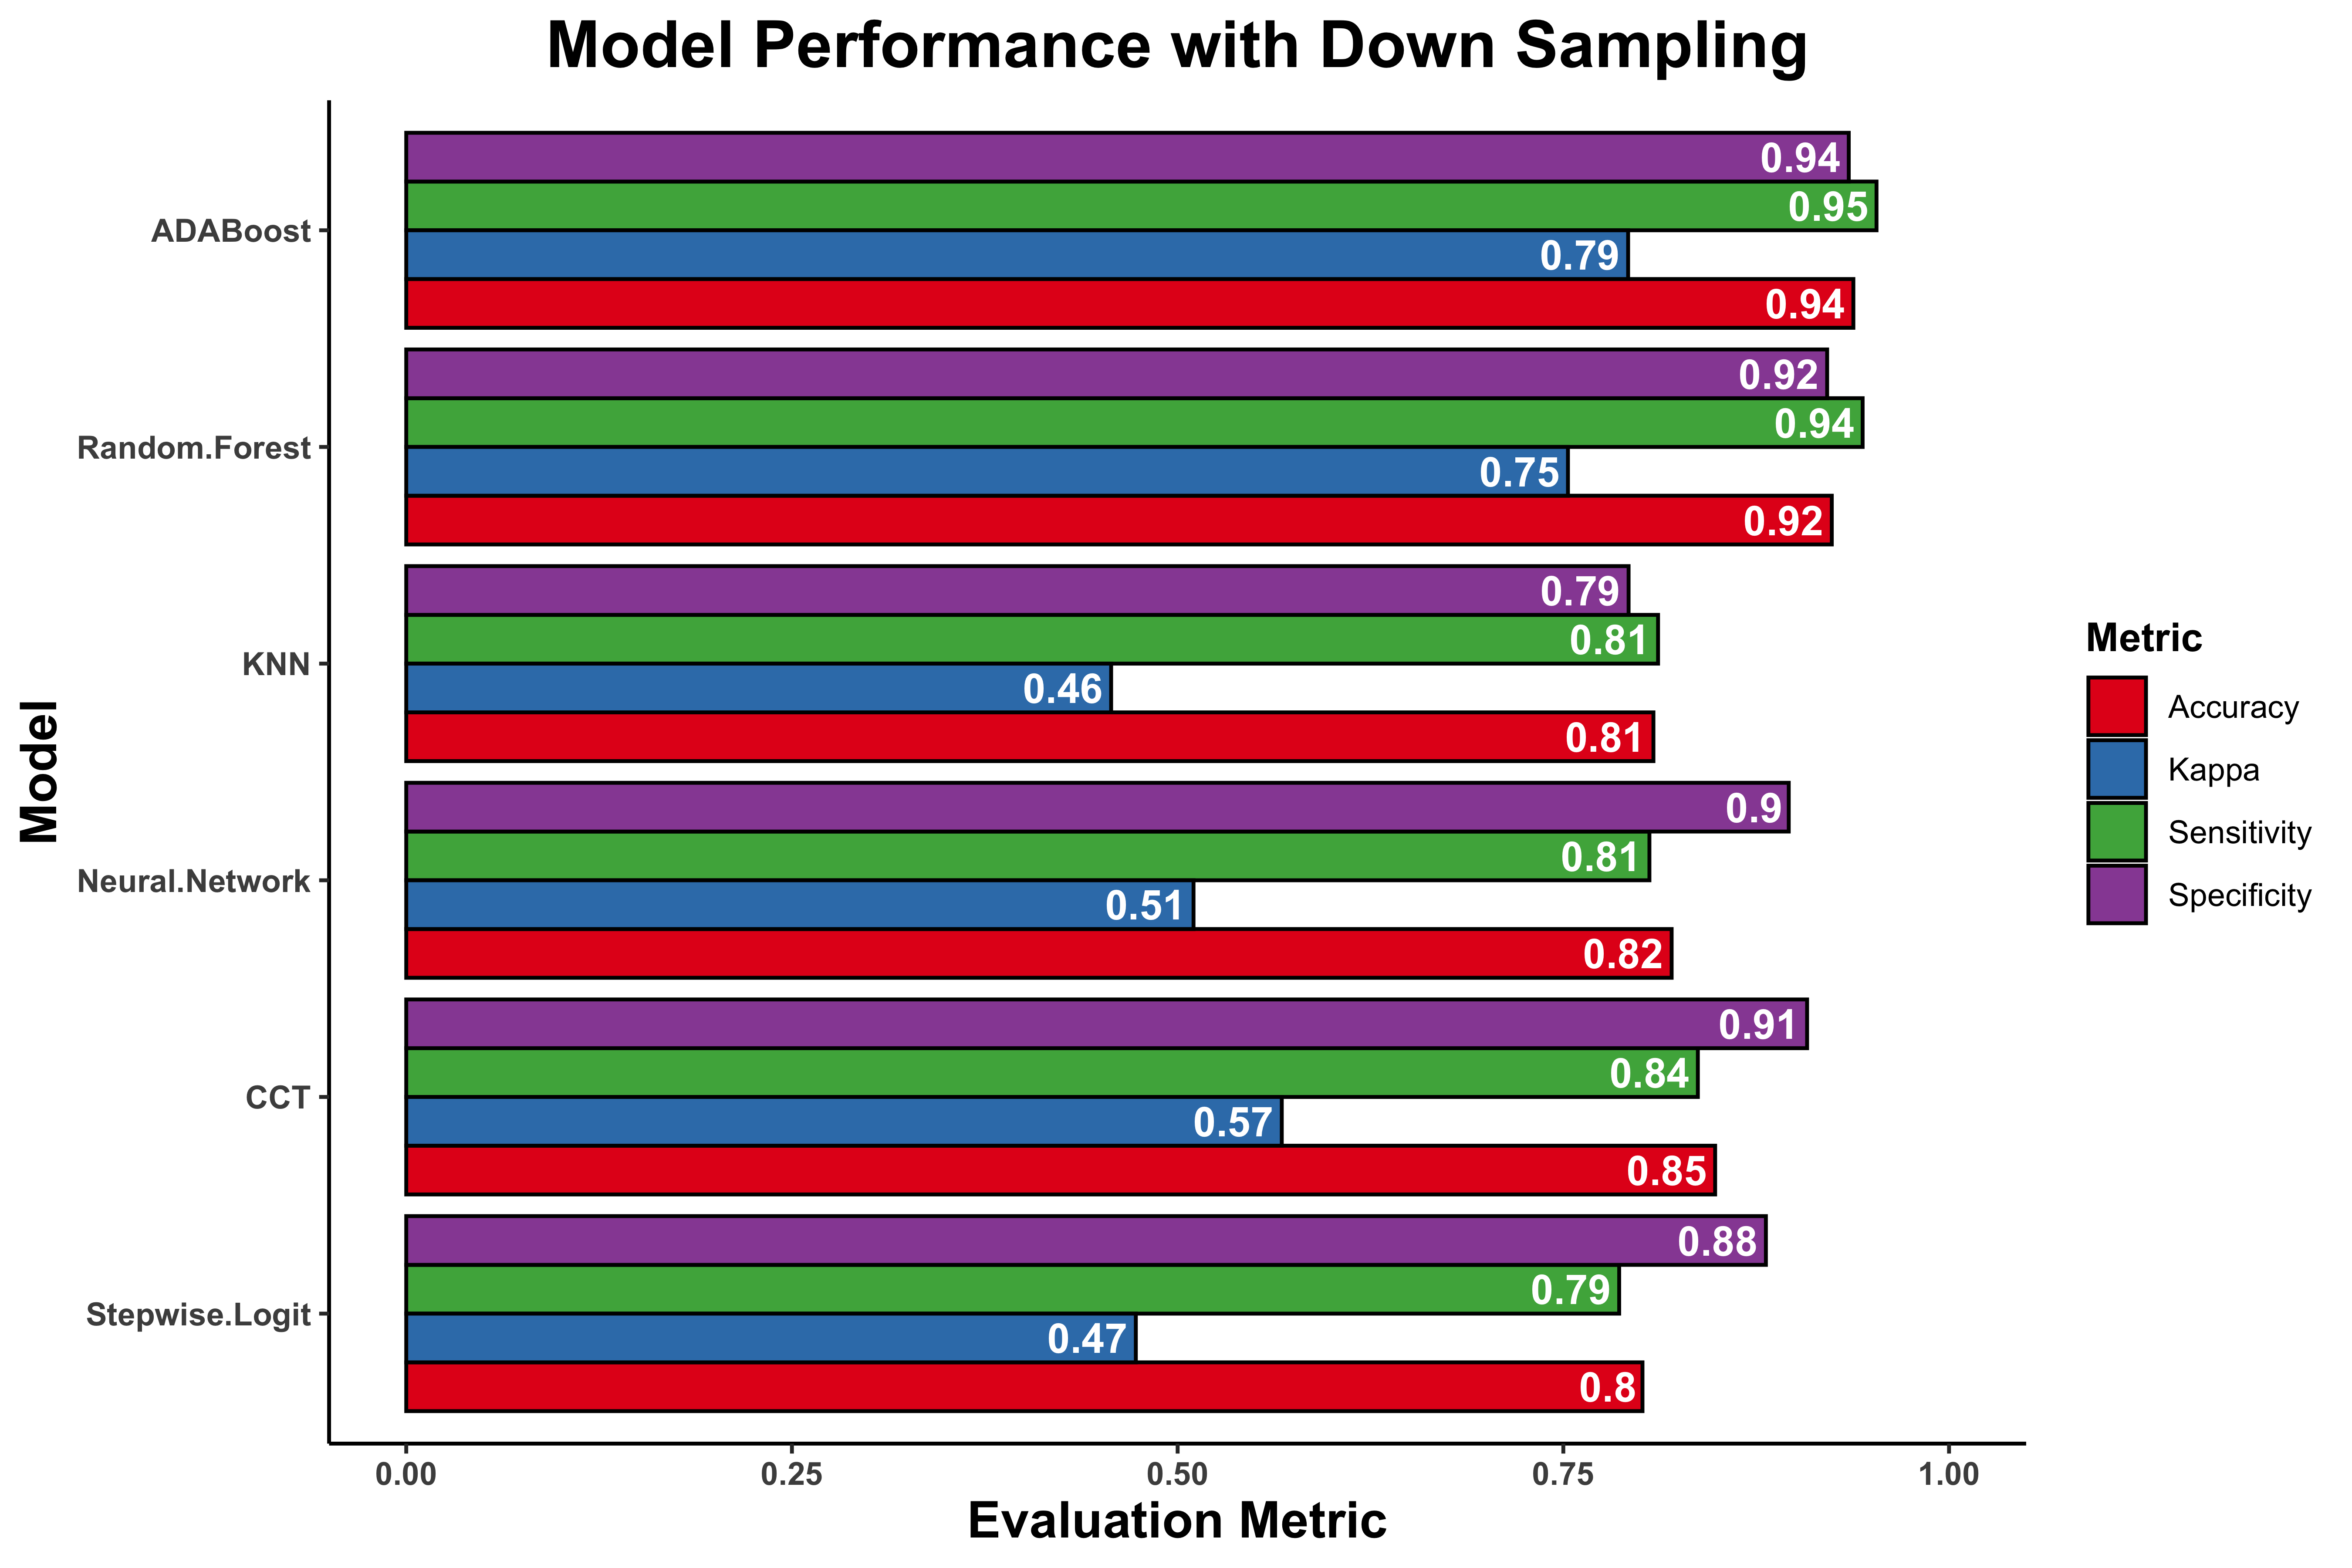 Model Performance with Down Sampling
0.94
0.95
ADABoost
0.79
0.94
0.92
0.94
Random.Forest
0.75
0.92
0.79
0.81
KNN
0.46
0.81
0.9
0.81
Neural.Network
0.51
0.82
0.91
0.84
CCT
0.57
0.85
0.88
0.79
Stepwise.Logit
0.47
0.8
Model
0.00 0.25 0.50 0.75 1.00
Evaluation Metric
Metric
Accuracy
Kappa
Sensitivity
Specificity